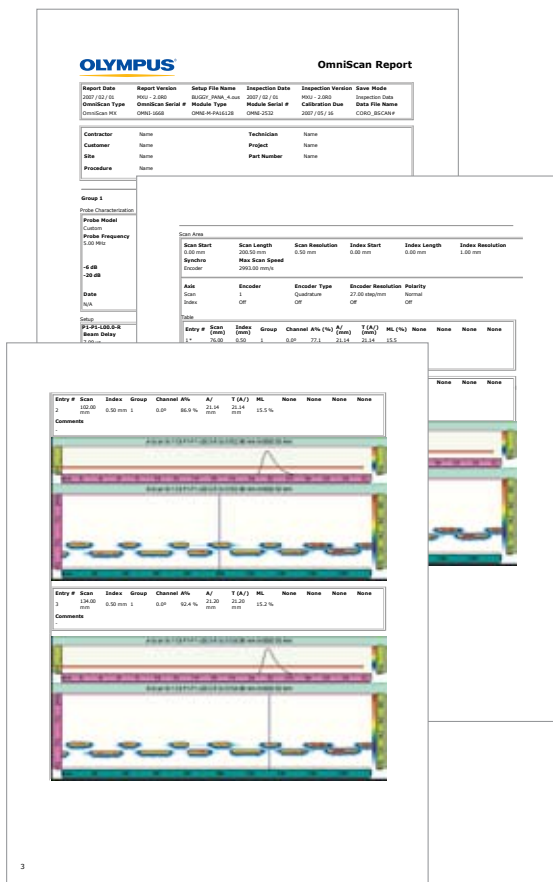 OLYMPUS
OmniScan Report
Report Date Report Version Setup File Name Inspection Date Inspection Version Save Mode
2007 / 02 / 01 MXU - 2.0R0 BUGGY_PANA_4.ous 2007 / 02 / 01 MXU - 2.0R0 Inspection Data
OmniScan Type OmniScan Serial # Module Type Module Serial # Calibration Due Data File Name
OmniScan MX OMNI-1668 OMNI-M-PA16128 OMNI-2532 2007 / 05 / 16 CORO_BSCAN#
Contractor Name Technician Name
Customer Name Project Name
Site Name Part Number Name
Procedure Name
Group 1
Probe Characterization
Probe Model
Custom
Probe Frequency
5.00 MHz
-6 dB
-20 dB
Date
N/A
Setup
P1-P1-L00.0-R
Beam Delay
Scan Area
Scan Start Scan Length Scan Resolution Index Start Index Length Index Resolution
0.00 mm 200.50 mm 0.50 mm 0.00 mm 0.00 mm 1.00 mm
Synchro Max Scan Speed
Encoder 2993.00 mm/s
Axis Encoder Encoder Type Encoder Resolution Polarity
Scan 1 Quadrature 27.00 step/mm Normal
Index Off Off Off Off
Table
Entry # Scan (mm) Index (mm) Group Channel A% (%) A/ (mm) T (A/) (mm) ML (%) None None None None
1* 76.00 0.50 1 0.0º 77.1 21.14 21.14 15.5
None None None None
Entry # Scan Index Group Channel A% A/ T (A/) ML None None None None
2 102.00 mm 0.50 mm 1 0.0º 86.9 % 21.14 mm 21.14 mm 15.5 %
Comments
-
Entry # Scan Index Group Channel A% A/ T (A/) ML None None None None
3 134.00 mm 0.50 mm 1 0.0º 92.4 % 21.20 mm 21.20 mm 15.2 %
Comments
-
3